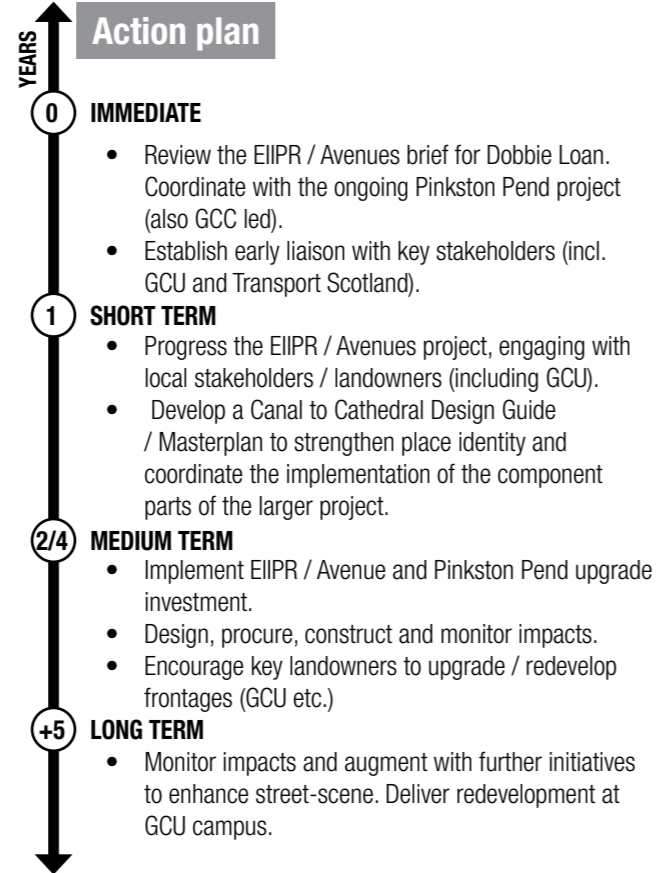 Action plan
YEARS
0 IMMEDIATE
• Review the EIIPR / Avenues brief for Dobbie Loan.
Coordinate with the ongoing Pinkston Pend project
(also GCC led).
• Establish early liaison with key stakeholders (incl.
GCU and Transport Scotland).
1 SHORT TERM
• Progress the EIIPR / Avenues project, engaging with
local stakeholders / landowners (including GCU).
• Develop a Canal to Cathedral Design Guide
/ Masterplan to strengthen place identity and
coordinate the implementation of the component
parts of the larger project.
2/4 MEDIUM TERM
• Implement EIIPR / Avenue and Pinkston Pend upgrade
investment.
• Design, procure, construct and monitor impacts.
• Encourage key landowners to upgrade / redevelop
frontages (GCU etc.)
+5 LONG TERM
• Monitor impacts and augment with further initiatives
to enhance street-scene. Deliver redevelopment at
GCU campus.